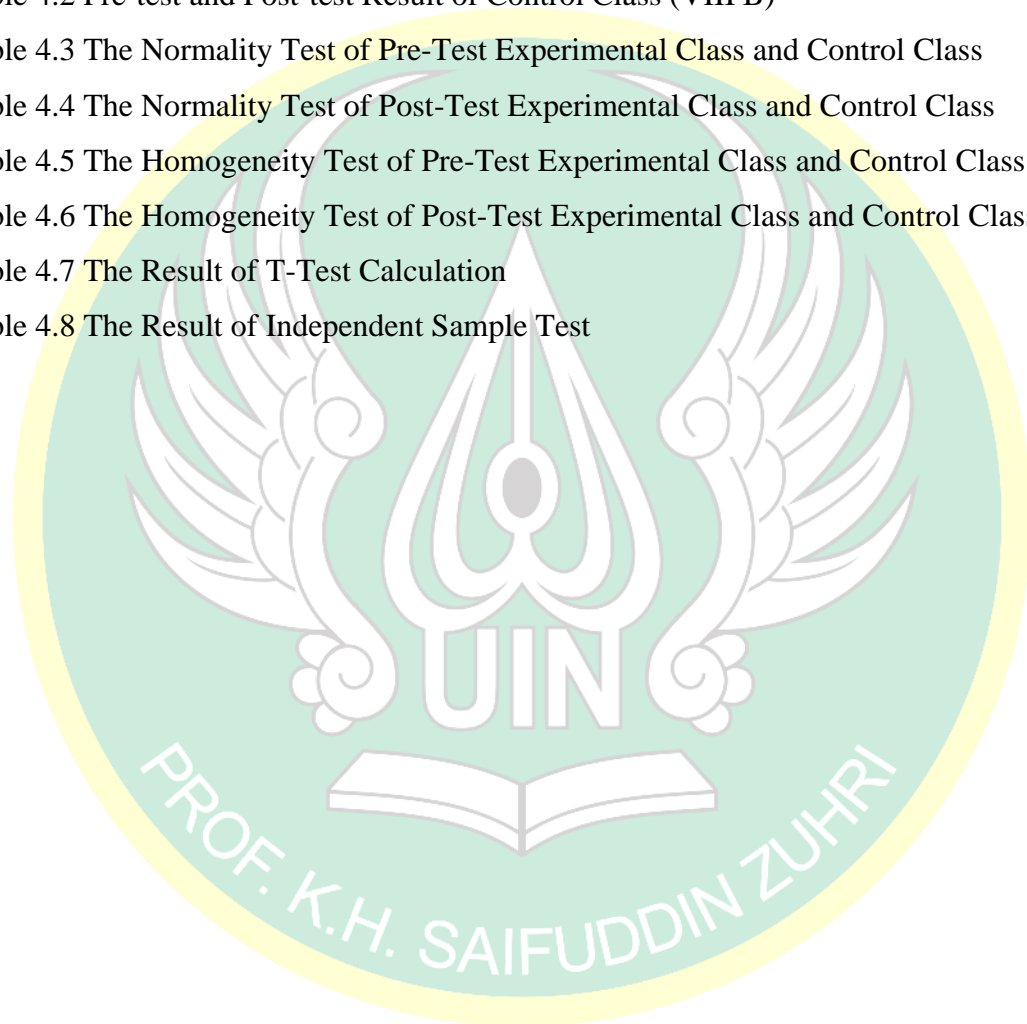 ble 4.2 Pre-test and Post-test Result of Control Class (VIII B)
ble 4.3 The Normality Test of Pre-Test Experimental Class and Control Class
ble 4.4 The Normality Test of Post-Test Experimental Class and Control Class
ble 4.5 The Homogeneity Test of Pre-Test Experimental Class and Control Class
ble 4.6 The Homogeneity Test of Post-Test Experimental Class and Control Clas
ble 4.7 The Result of T-Test Calculation
ble 4.8 The Result of Independent Sample Test
UIN
PROF. K.H. SAIFUDDIN ZUHRI